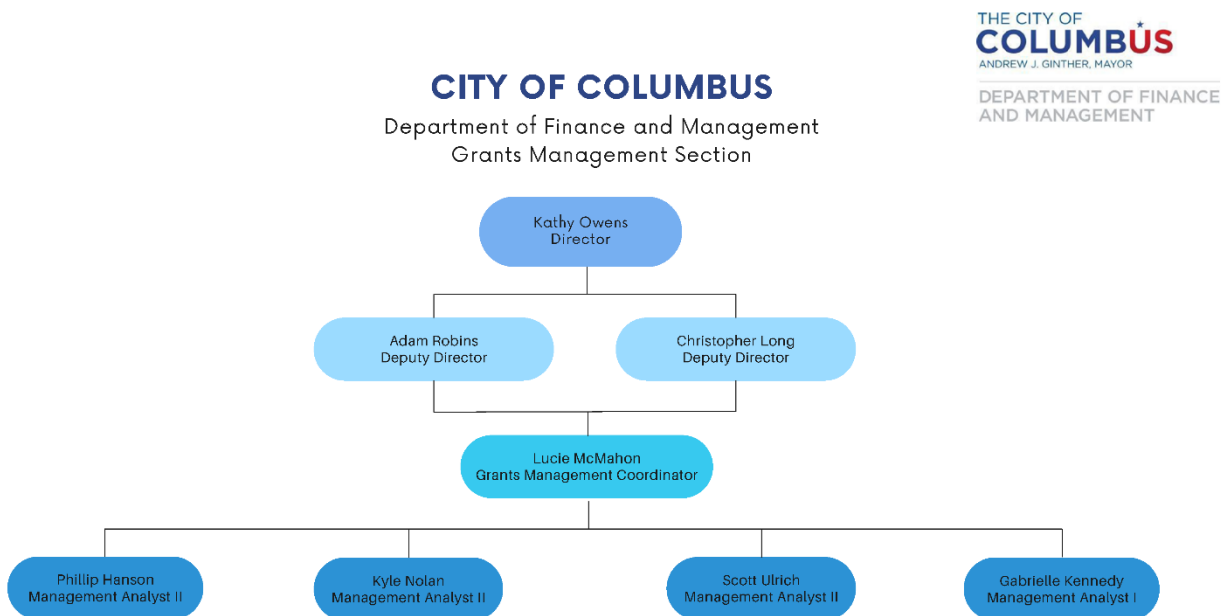 THE CITY OF
COLUMBUS
ANDREW J. GINTHER, MAYOR
DEPARTMENT OF FINANCE
AND MANAGEMENT
CITY OF COLUMBUS
Department of Finance and Management
Grants Management Section
Kathy Owens
Director
Adam Robins
Deputy Director
Christopher Long
Deputy Director
Lucie McMahon
Grants Management Coordinator
Phillip Hanson
Management Analyst II
Kyle Nolan
Management Analyst II
Scott Ulrich
Management Analyst II
Gabrielle Kennedy
Management Analyst I